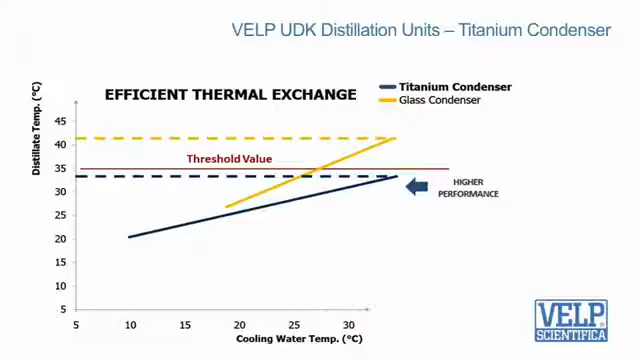 VELP UDK Distillation Units – Titanium Condenser
EFFICIENT THERMAL EXCHANGE
Titanium Condenser
Glass Condenser
Distillate Temp. (°C)
45
40
35
30
25
20
15
10
5
Threshold Value
HIGHER
PERFORMANCE
5
10
15
20
25
30
Cooling Water Temp. (°C)
VELP
SCIENTIFICA